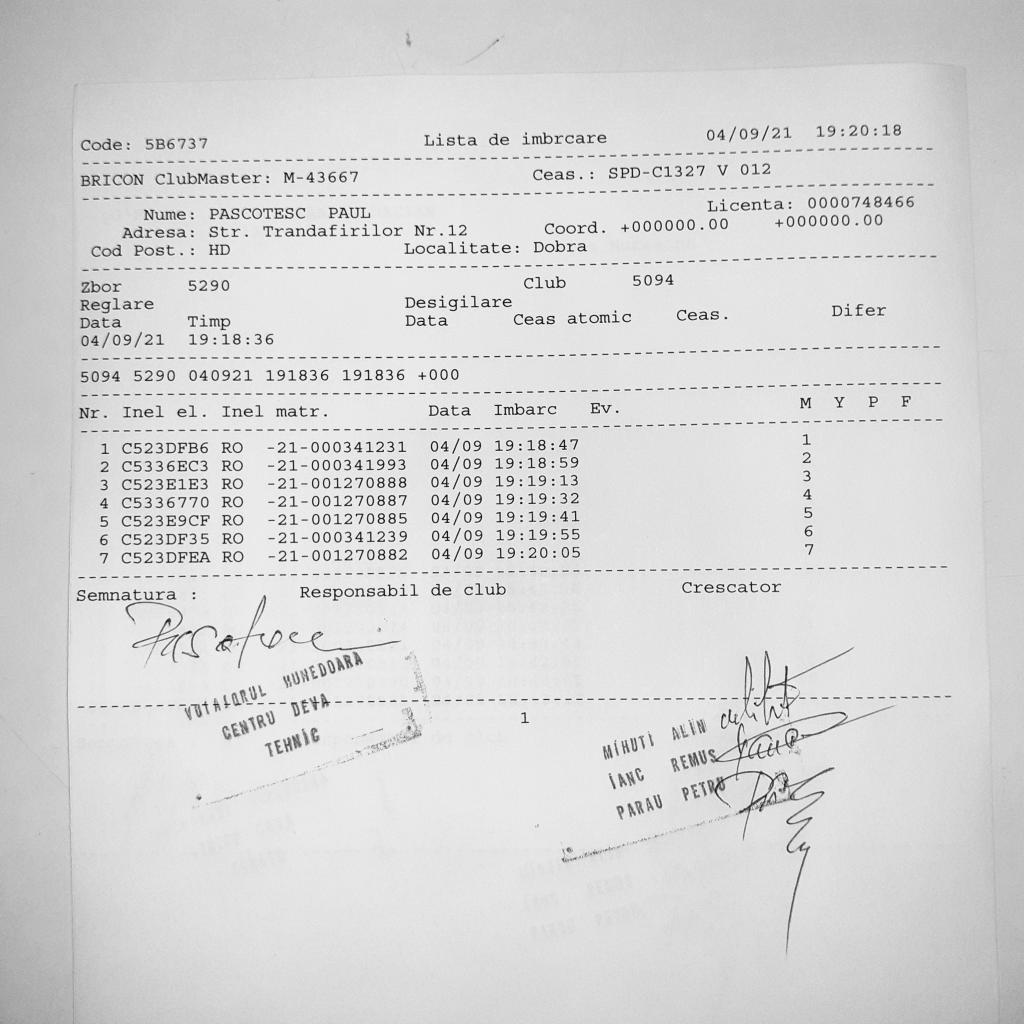 Code: 5B6737 Lista de imbrcare 04/09/21 19:20:18
BRICON ClubMaster: M-43667 Ceas.: SPD-C1327 V 012
Nume: PASCOTESC PAUL Licenta: 0000748466
Adresa: Str. Trandafirilor Nr.12 Coord. +000000.00 +000000.00
Cod Post.: HD Localitate: Dobra
Zbor 5290 Club 5094
Reglare Desigilare
Data Timp Data Ceas atomic Ceas. Difer
04/09/21 19:18:36
5094 5290 040921 191836 191836 +000
Nr. Inel el. Inel matr. Data Imbarc Ev. M Y P F
1 C523DFB6 RO -21-000341231 04/09 19:18:47 1
2 C5336EC3 RO -21-000341993 04/09 19:18:59 2
3 C523E1E3 RO -21-001270888 04/09 19:19:13 3
4 C5336770 RO -21-001270887 04/09 19:19:32 4
5 C523E9CF RO -21-001270885 04/09 19:19:41 5
6 C523DF35 RO -21-000341239 04/09 19:19:55 6
7 C523DFEA RO -21-001270882 04/09 19:20:05 7
Semnatura : Responsabil de club Crescator
HUNEDOARA
CENTRU DEVA
TEHNIC
1
MIHUTI ALIN
IANC REMUS
PARAU PETRU